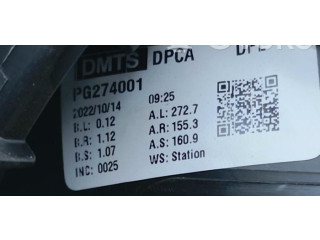 DMTS DPCA
PG274001
2022/10/14 09:25
B.L: 0.12 A.L: 272.7
B.R: 1.12 A.R: 155.3
B.S: 1.07 A.S: 160.9
INC: 0025 WS: Station